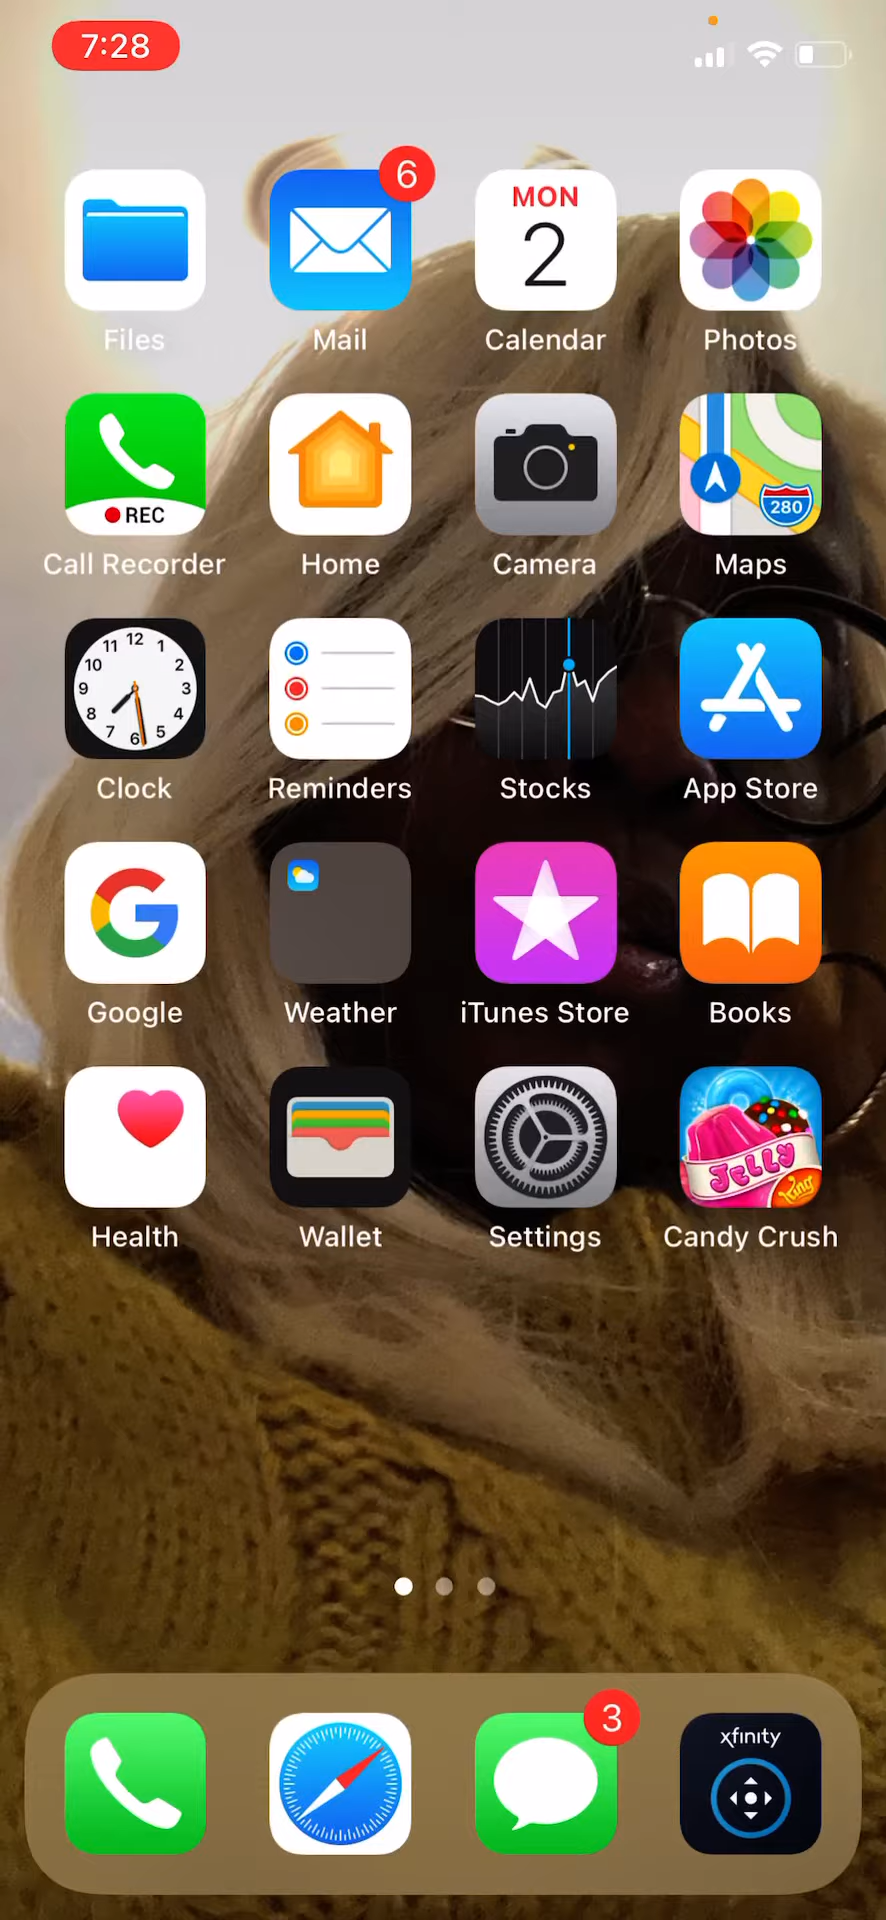 7:28
6
MON
2
Files
Mail
Calendar
Photos
REC
280
Call Recorder
Home
Camera
Maps
12
11
1
10
2
9
3
8
4
7
6
5
Clock
Reminders
Stocks
App Store
G
Google
Weather
iTunes Store
Books
JELLY
King
Health
Wallet
Settings
Candy Crush
3
xfinity